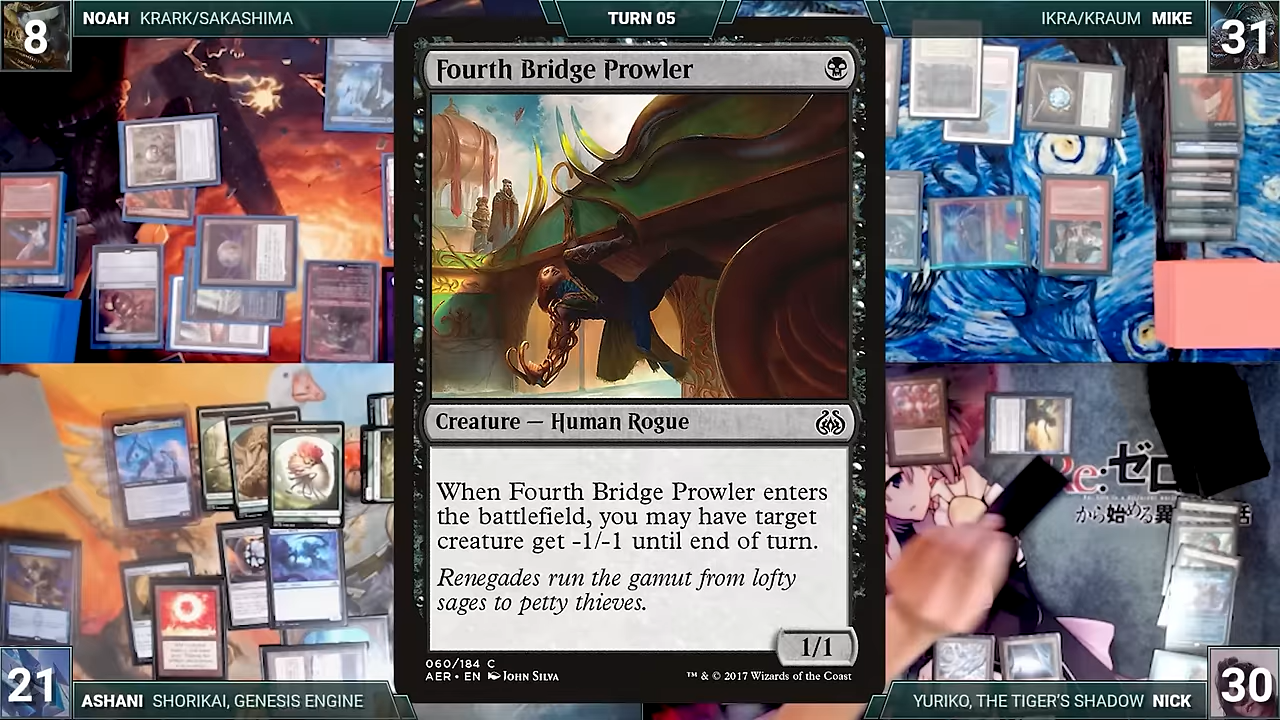 8
NOAH KRARK/SAKASHIMA
TURN 05
IKRA/KRAUM MIKE
31
Fourth Bridge Prowler
Creature — Human Rogue
When Fourth Bridge Prowler enters
the battlefield, you may have target
creature get -1/-1 until end of turn.
Renegades run the gamut from lofty
sages to petty thieves.
1/1
060/184 C
AER • EN JOHN SILVA
™ & © 2017 Wizards of the Coast
Re:ゼロ
から始める異
21
ASHANI SHORIKAI, GENESIS ENGINE
YURIKO, THE TIGER'S SHADOW NICK
30